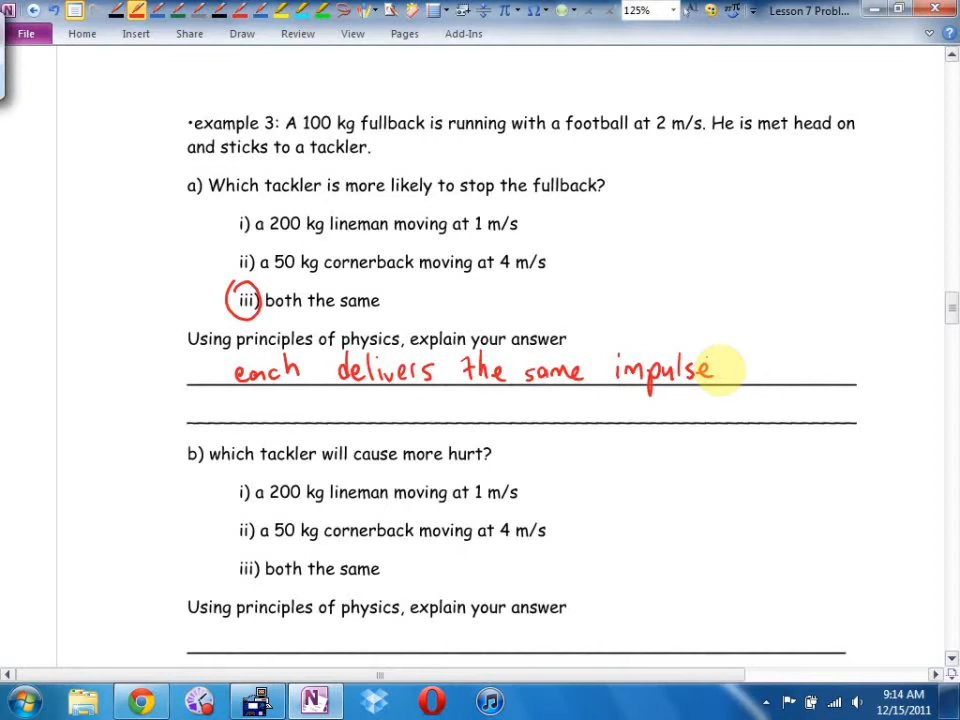 125%
Lesson 7 Probl...
File Home Insert Share Draw Review View Pages Add-Ins
•example 3: A 100 kg fullback is running with a football at 2 m/s. He is met head on
and sticks to a tackler.
a) Which tackler is more likely to stop the fullback?
i) a 200 kg lineman moving at 1 m/s
ii) a 50 kg cornerback moving at 4 m/s
iii) both the same
Using principles of physics, explain your answer
each delivers the same impulse
b) which tackler will cause more hurt?
i) a 200 kg lineman moving at 1 m/s
ii) a 50 kg cornerback moving at 4 m/s
iii) both the same
Using principles of physics, explain your answer
9:14 AM
12/15/2011